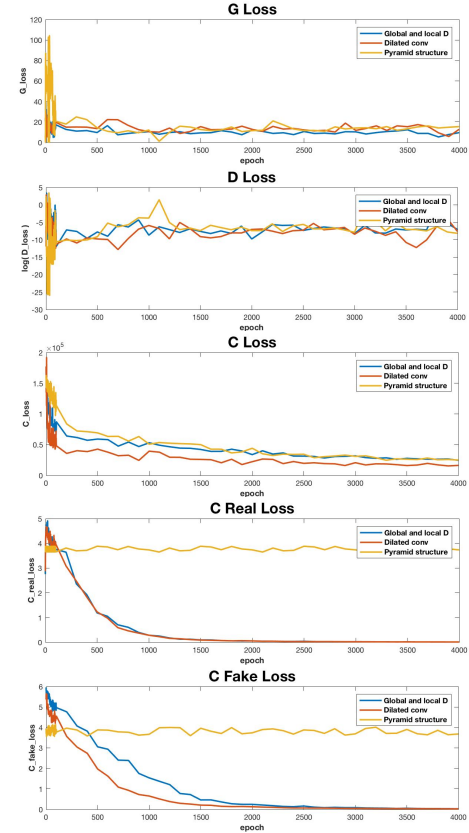 G Loss
120
100
80
60
40
20
0
G_loss
Global and local D
Dilated conv
Pyramid structure
0 500 1000 1500 2000 2500 3000 3500 4000
epoch
D Loss
5
0
-5
-10
-15
-20
-25
-30
log(D_loss)
Global and local D
Dilated conv
Pyramid structure
0 500 1000 1500 2000 2500 3000 3500 4000
epoch
C Loss
×10⁵
2
1.5
1
0.5
0
C_loss
Global and local D
Dilated conv
Pyramid structure
0 500 1000 1500 2000 2500 3000 3500 4000
epoch
C Real Loss
5
4
3
2
1
0
C_real_loss
Global and local D
Dilated conv
Pyramid structure
0 500 1000 1500 2000 2500 3000 3500 4000
epoch
C Fake Loss
6
5
4
3
2
1
0
C_fake_loss
Global and local D
Dilated conv
Pyramid structure
0 500 1000 1500 2000 2500 3000 3500 4000
epoch